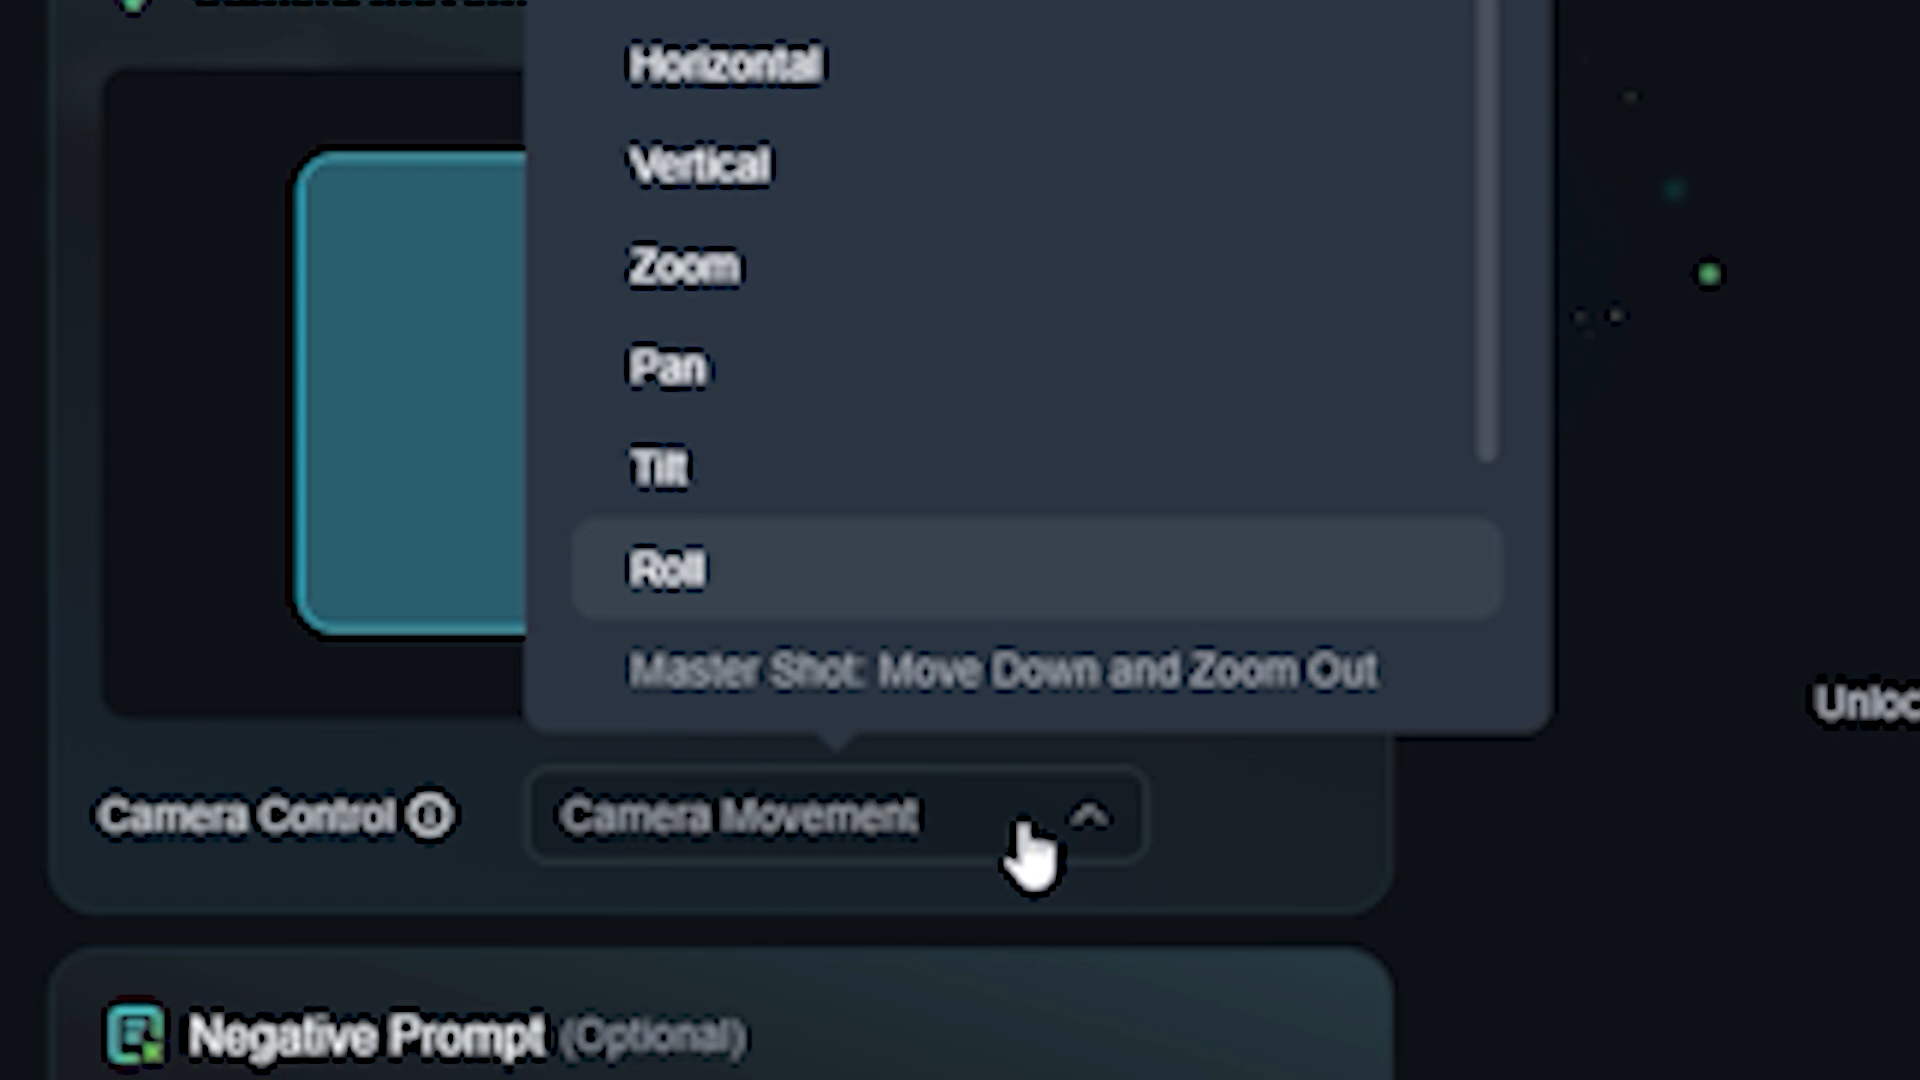 Horizontal
Vertical
Zoom
Pan
Tilt
Roll
Master Shot: Move Down and Zoom Out
Camera Control
Camera Movement
Negative Prompt (Optional)